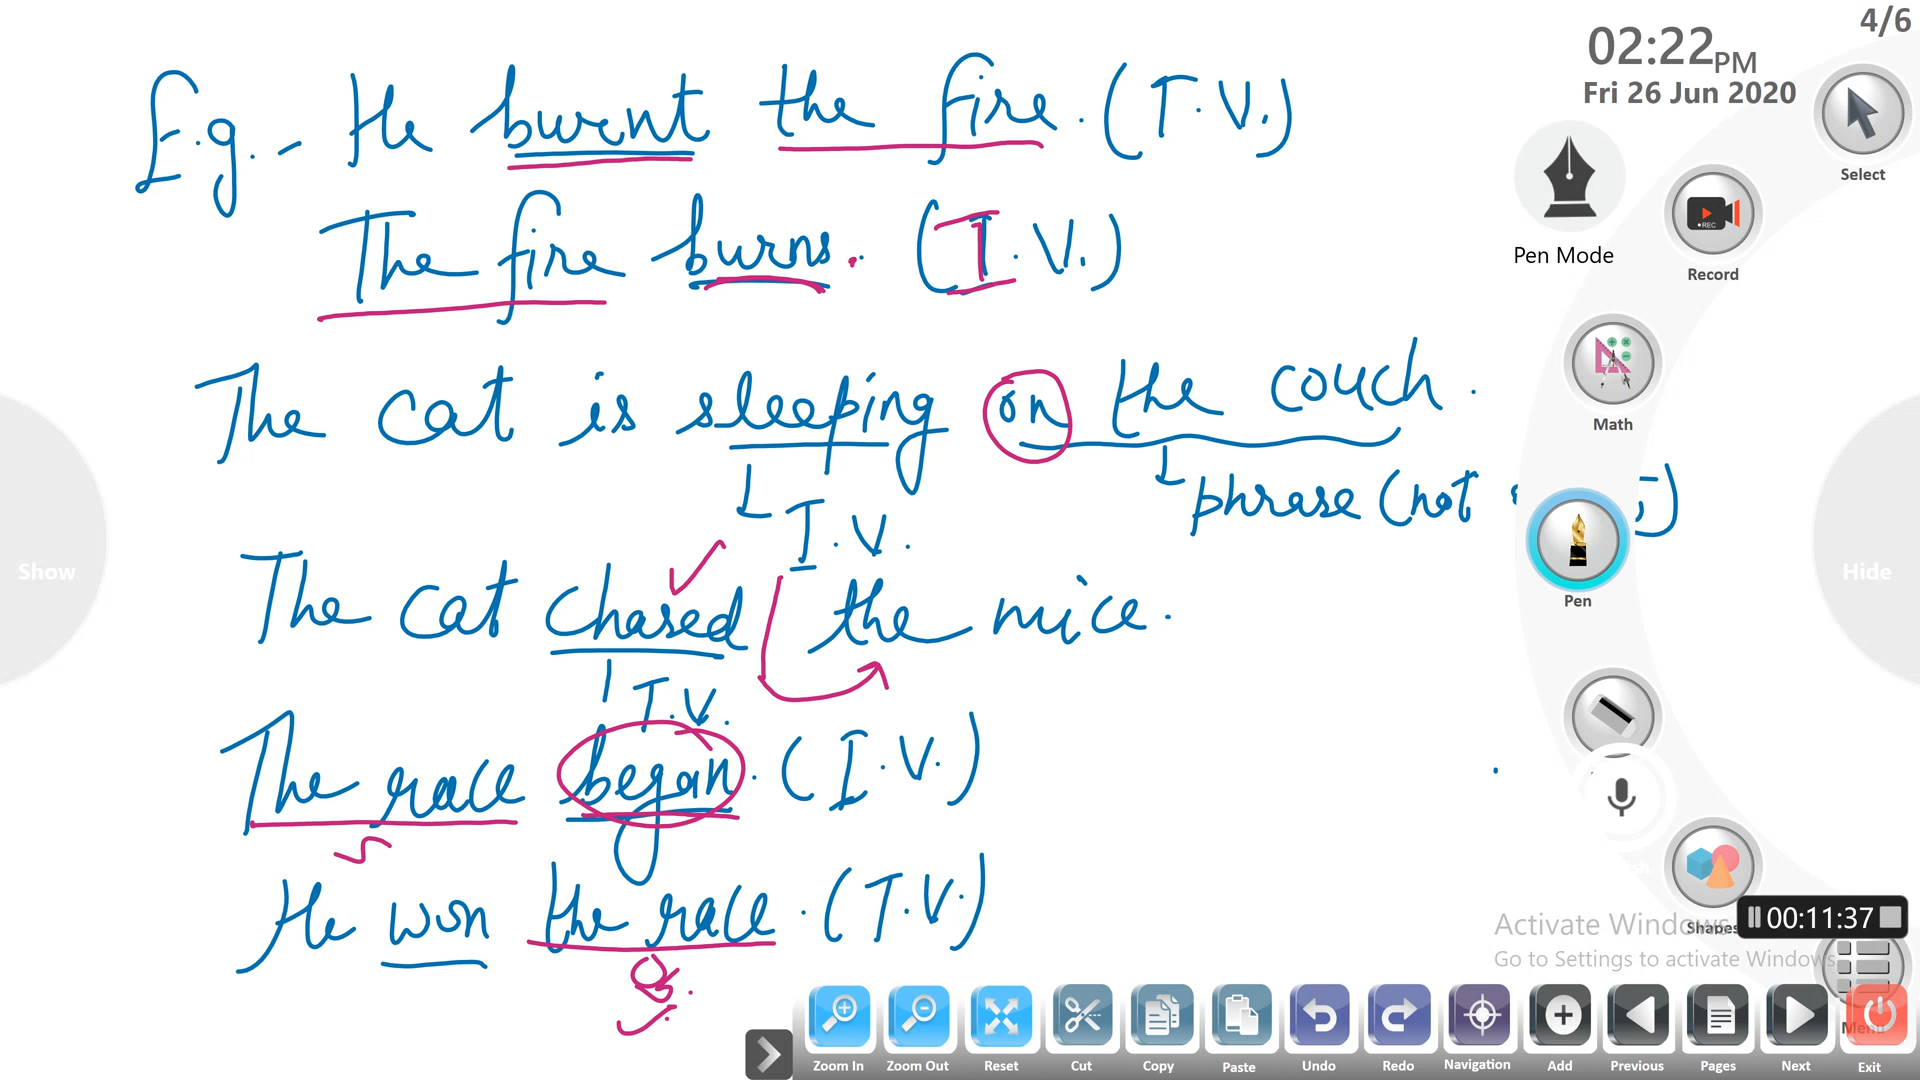 4/6
02:22 PM
Fri 26 Jun 2020
Select
Pen Mode
Record
Math
Pen
Show
Hide
E.g. - He burnt the fire. (T.V.)
The fire burns. (I.V.)
The cat is sleeping on the couch.
I.V.
phrase (not
The cat chased the mice.
T.V.
The race began. (I.V.)
S
He won the race. (T.V.)
Shapes
00:11:37
Activate Windows
Go to Settings to activate Windows.
Menu
Zoom In
Zoom Out
Reset
Cut
Copy
Paste
Undo
Redo
Navigation
Add
Previous
Pages
Next
Exit